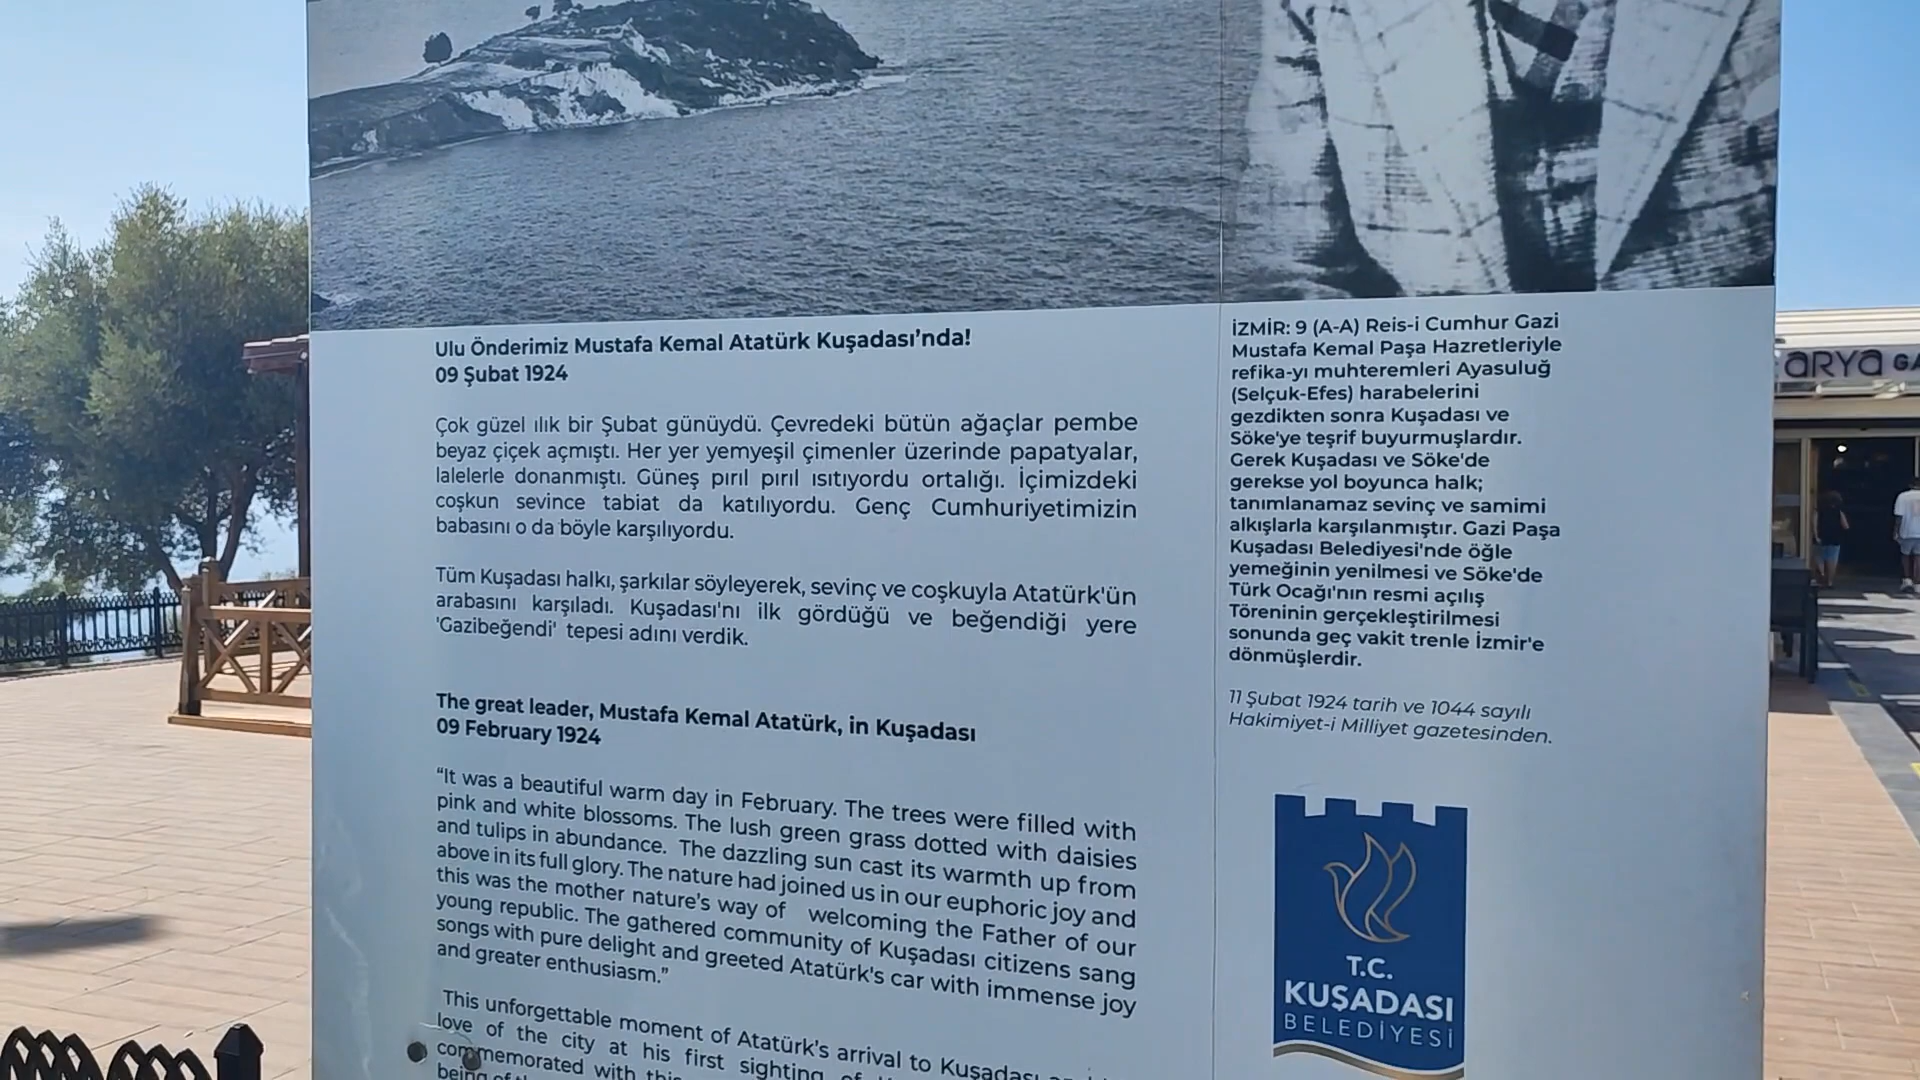 Ulu Önderimiz Mustafa Kemal Atatürk Kuşadası'nda!
09 Şubat 1924
Çok güzel ılık bir Şubat günüydü. Çevredeki bütün ağaçlar pembe
beyaz çiçek açmıştı. Her yer yemyeşil çimenler üzerinde papatyalar,
lalelerle donanmıştı. Güneş pırıl pırıl ısıtıyordu ortalığı. İçimizdeki
coşkun sevince tabiat da katılıyordu. Genç Cumhuriyetimizin
babasını o da böyle karşılıyordu.
Tüm Kuşadası halkı, şarkılar söyleyerek, sevinç ve coşkuyla Atatürk'ün
arabasını karşıladı. Kuşadası'nı ilk gördüğü ve beğendiği yere
'Gazibeğendi' tepesi adını verdik.
The great leader, Mustafa Kemal Atatürk, in Kuşadası
09 February 1924
“It was a beautiful warm day in February. The trees were filled with
pink and white blossoms. The lush green grass dotted with daisies
and tulips in abundance. The dazzling sun cast its warmth up from
above in its full glory. The nature had joined us in our euphoric joy and
this was the mother nature's way of welcoming the Father of our
young republic. The gathered community of Kuşadası citizens sang
songs with pure delight and greeted Atatürk's car with immense joy
and greater enthusiasm.”
This unforgettable moment of Atatürk's arrival to Kuşadası
love of the city at his first sighting of
commemorated with this
being of
İZMİR: 9 (A-A) Reis-i Cumhur Gazi
Mustafa Kemal Paşa Hazretleriyle
refika-yı muhteremleri Ayasuluğ
(Selçuk-Efes) harabelerini
gezdikten sonra Kuşadası ve
Söke'ye teşrif buyurmuşlardır.
Gerek Kuşadası ve Söke'de
gerekse yol boyunca halk;
tanımlanamaz sevinç ve samimi
alkışlarla karşılanmıştır. Gazi Paşa
Kuşadası Belediyesi'nde öğle
yemeğinin yenilmesi ve Söke'de
Türk Ocağı'nın resmi açılış
Töreninin gerçekleştirilmesi
sonunda geç vakit trenle İzmir'e
dönmüşlerdir.
11 Şubat 1924 tarih ve 1044 sayılı
Hakimiyet-i Milliyet gazetesinden.
T.C.
KUŞADASI
BELEDİYESİ
ARYA GA